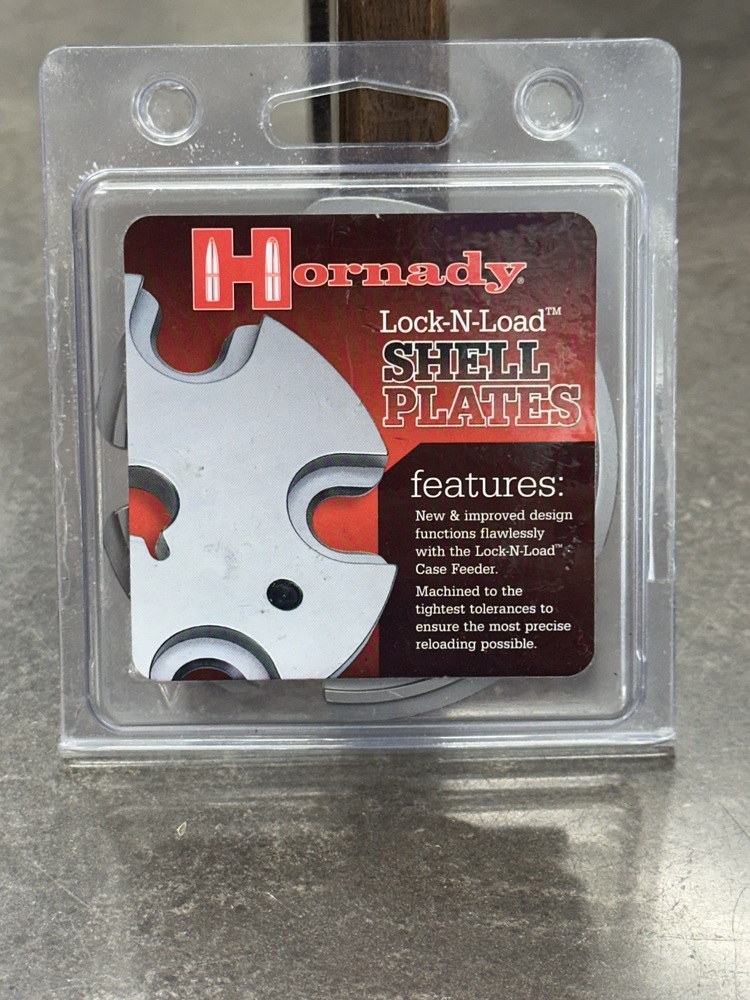 Hornady®
Lock-N-Load™
SHELL
PLATES
features:
New & improved design
functions flawlessly
with the Lock-N-Load™
Case Feeder.
Machined to the
tightest tolerances to
ensure the most precise
reloading possible.